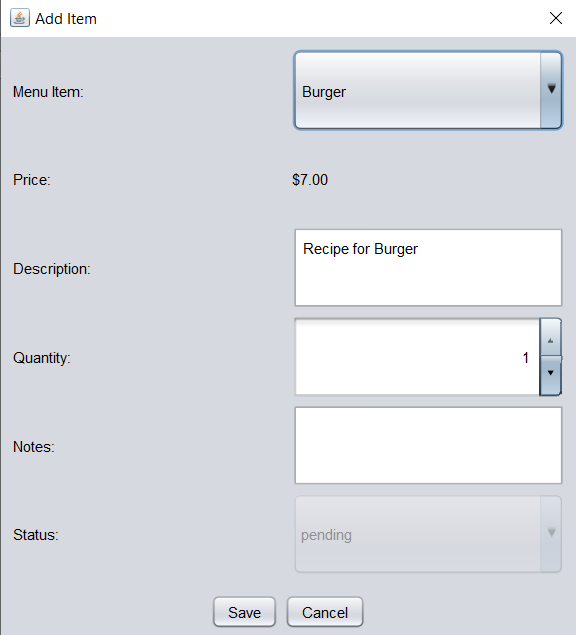 Add Item
Menu Item: Burger
Price: $7.00
Description: Recipe for Burger
Quantity: 1
Notes:
Status: pending
Save Cancel